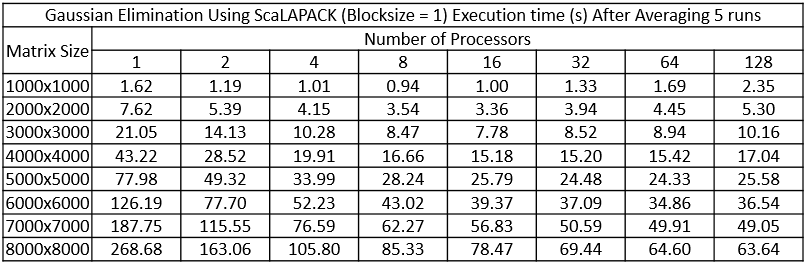 Gaussian Elimination Using ScaLAPACK (Blocksize = 1) Execution time (s) After Averaging 5 runs
Matrix Size Number of Processors
1 2 4 8 16 32 64 128
1000x1000 1.62 1.19 1.01 0.94 1.00 1.33 1.69 2.35
2000x2000 7.62 5.39 4.15 3.54 3.36 3.94 4.45 5.30
3000x3000 21.05 14.13 10.28 8.47 7.78 8.52 8.94 10.16
4000x4000 43.22 28.52 19.91 16.66 15.18 15.20 15.42 17.04
5000x5000 77.98 49.32 33.99 28.24 25.79 24.48 24.33 25.58
6000x6000 126.19 77.70 52.23 43.02 39.37 37.09 34.86 36.54
7000x7000 187.75 115.55 76.59 62.27 56.83 50.59 49.91 49.05
8000x8000 268.68 163.06 105.80 85.33 78.47 69.44 64.60 63.64